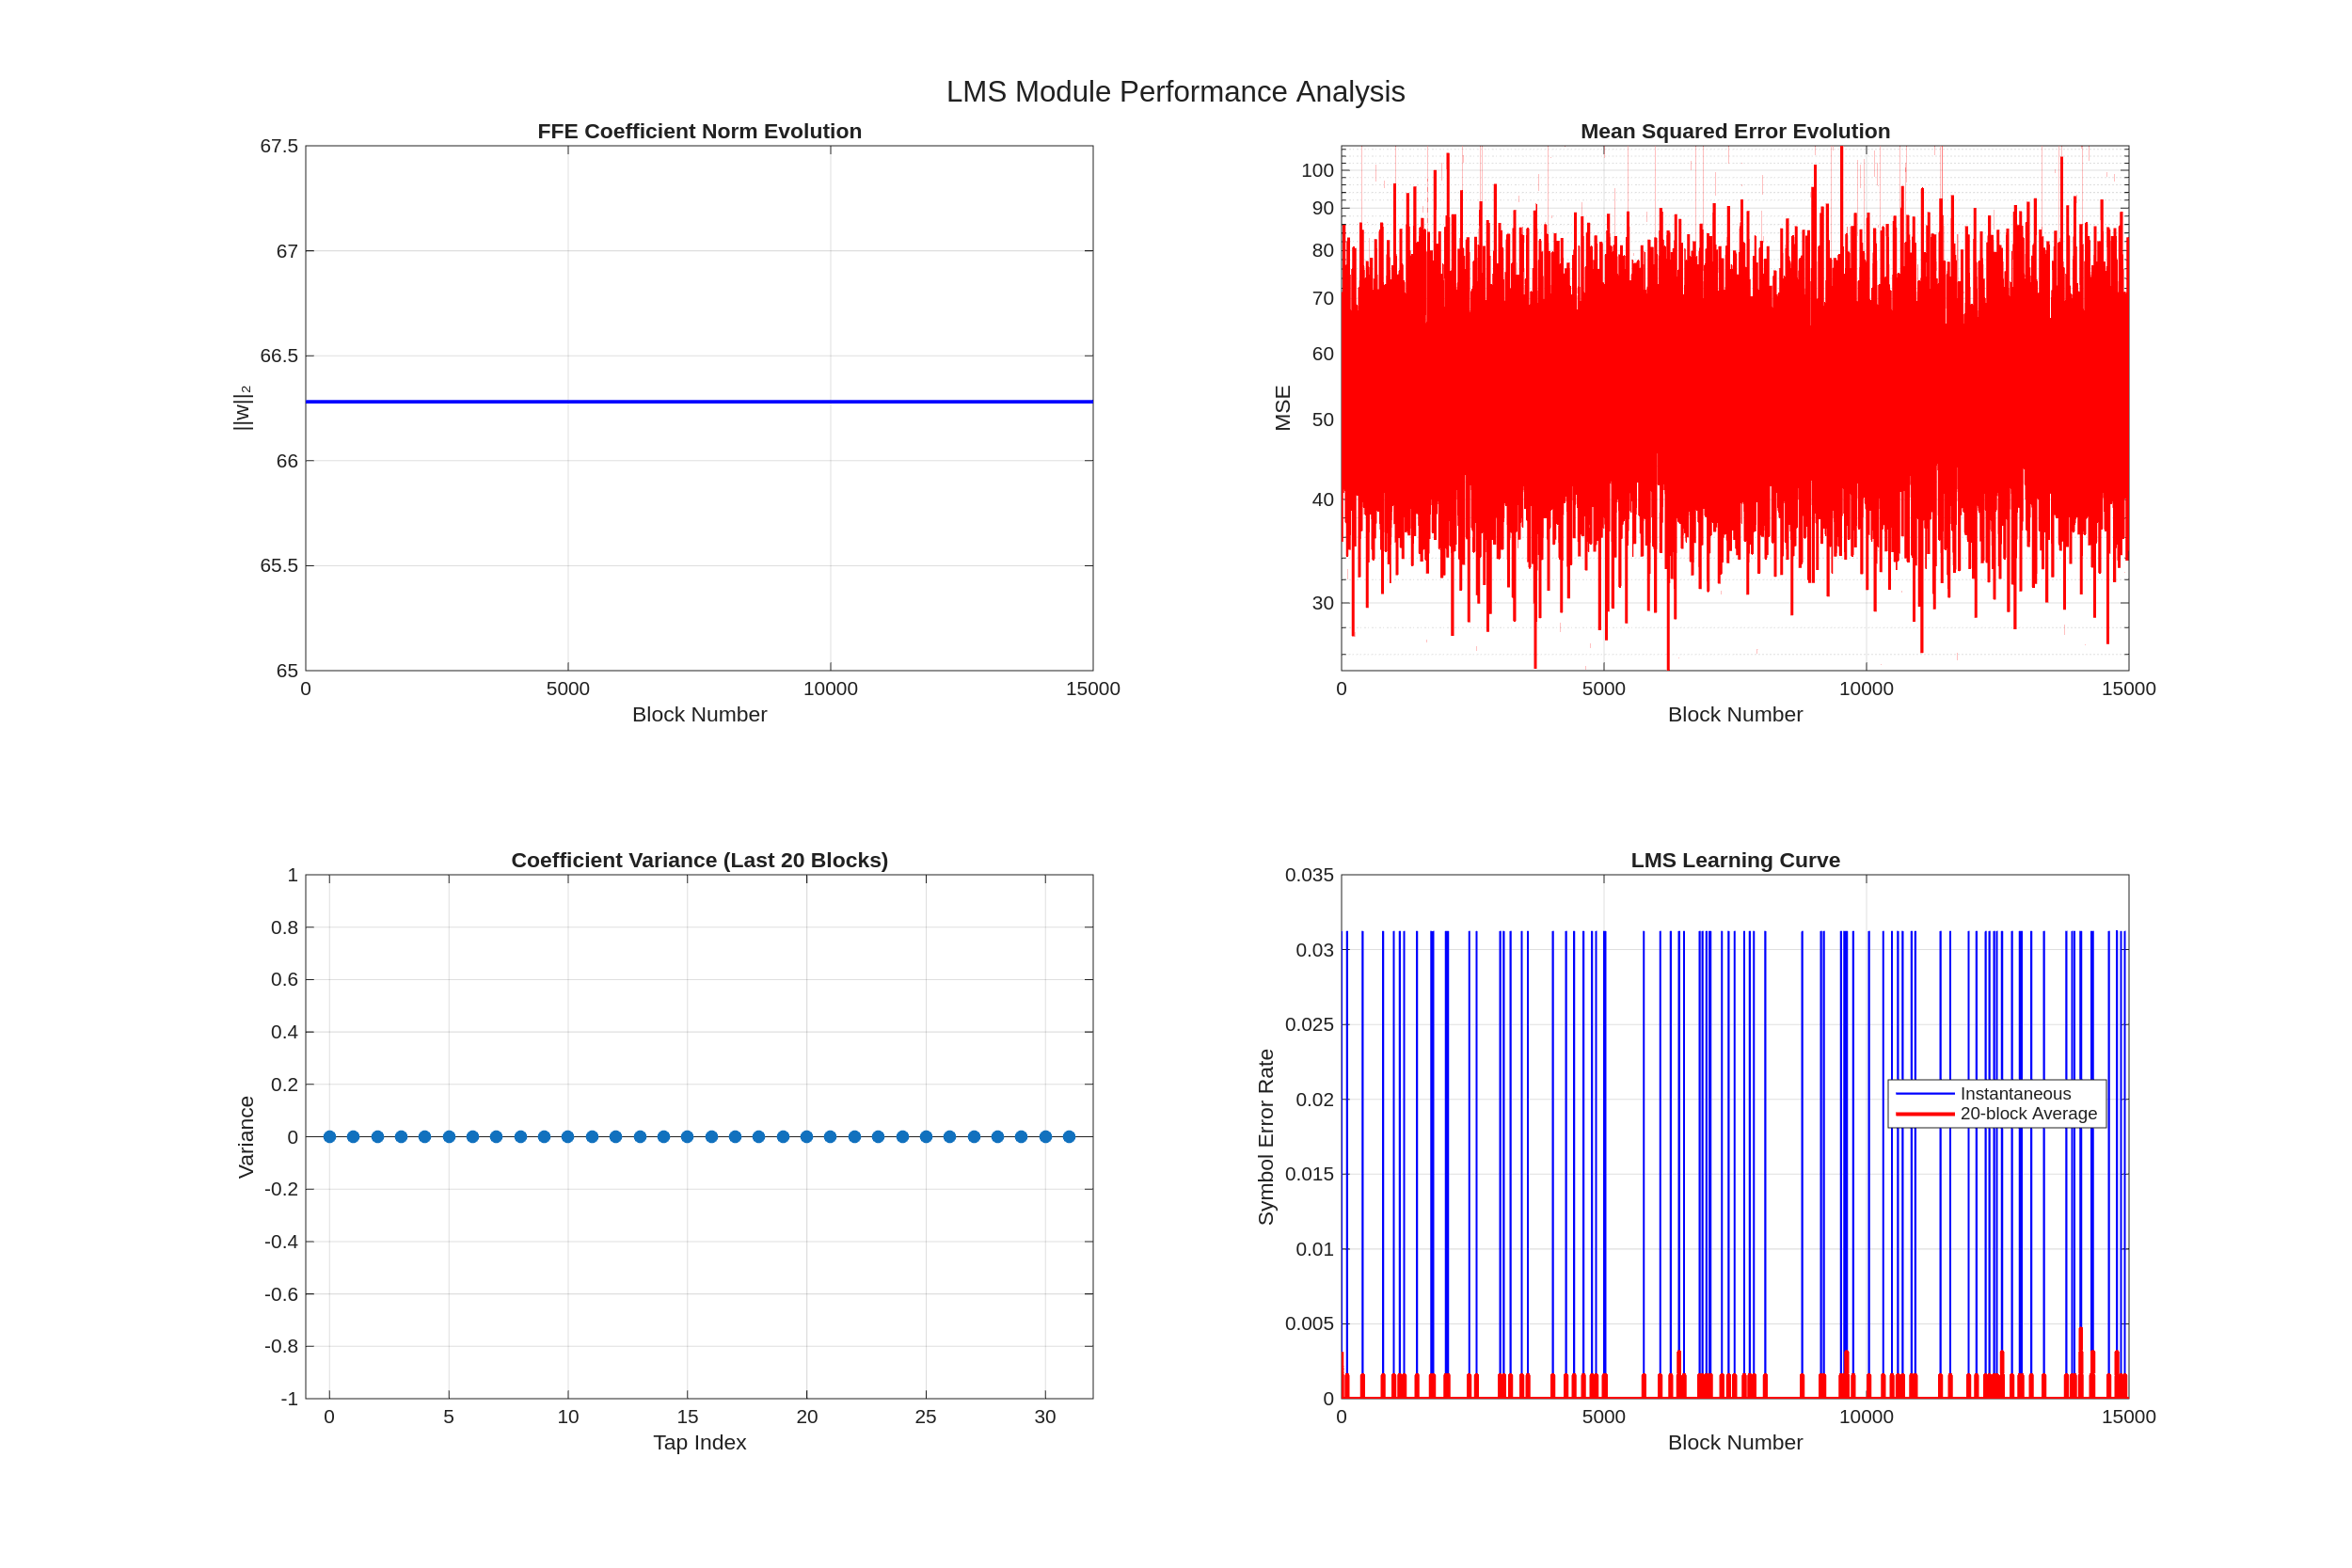 LMS Module Performance Analysis
FFE Coefficient Norm Evolution
67.5
67
66.5
66
65.5
65
||w||₂
0 5000 10000 15000
Block Number
Mean Squared Error Evolution
100
90
80
70
60
50
40
30
MSE
0 5000 10000 15000
Block Number
Coefficient Variance (Last 20 Blocks)
1
0.8
0.6
0.4
0.2
0
-0.2
-0.4
-0.6
-0.8
-1
Variance
0 5 10 15 20 25 30
Tap Index
LMS Learning Curve
0.035
0.03
0.025
0.02
0.015
0.01
0.005
0
Symbol Error Rate
Instantaneous
20-block Average
0 5000 10000 15000
Block Number